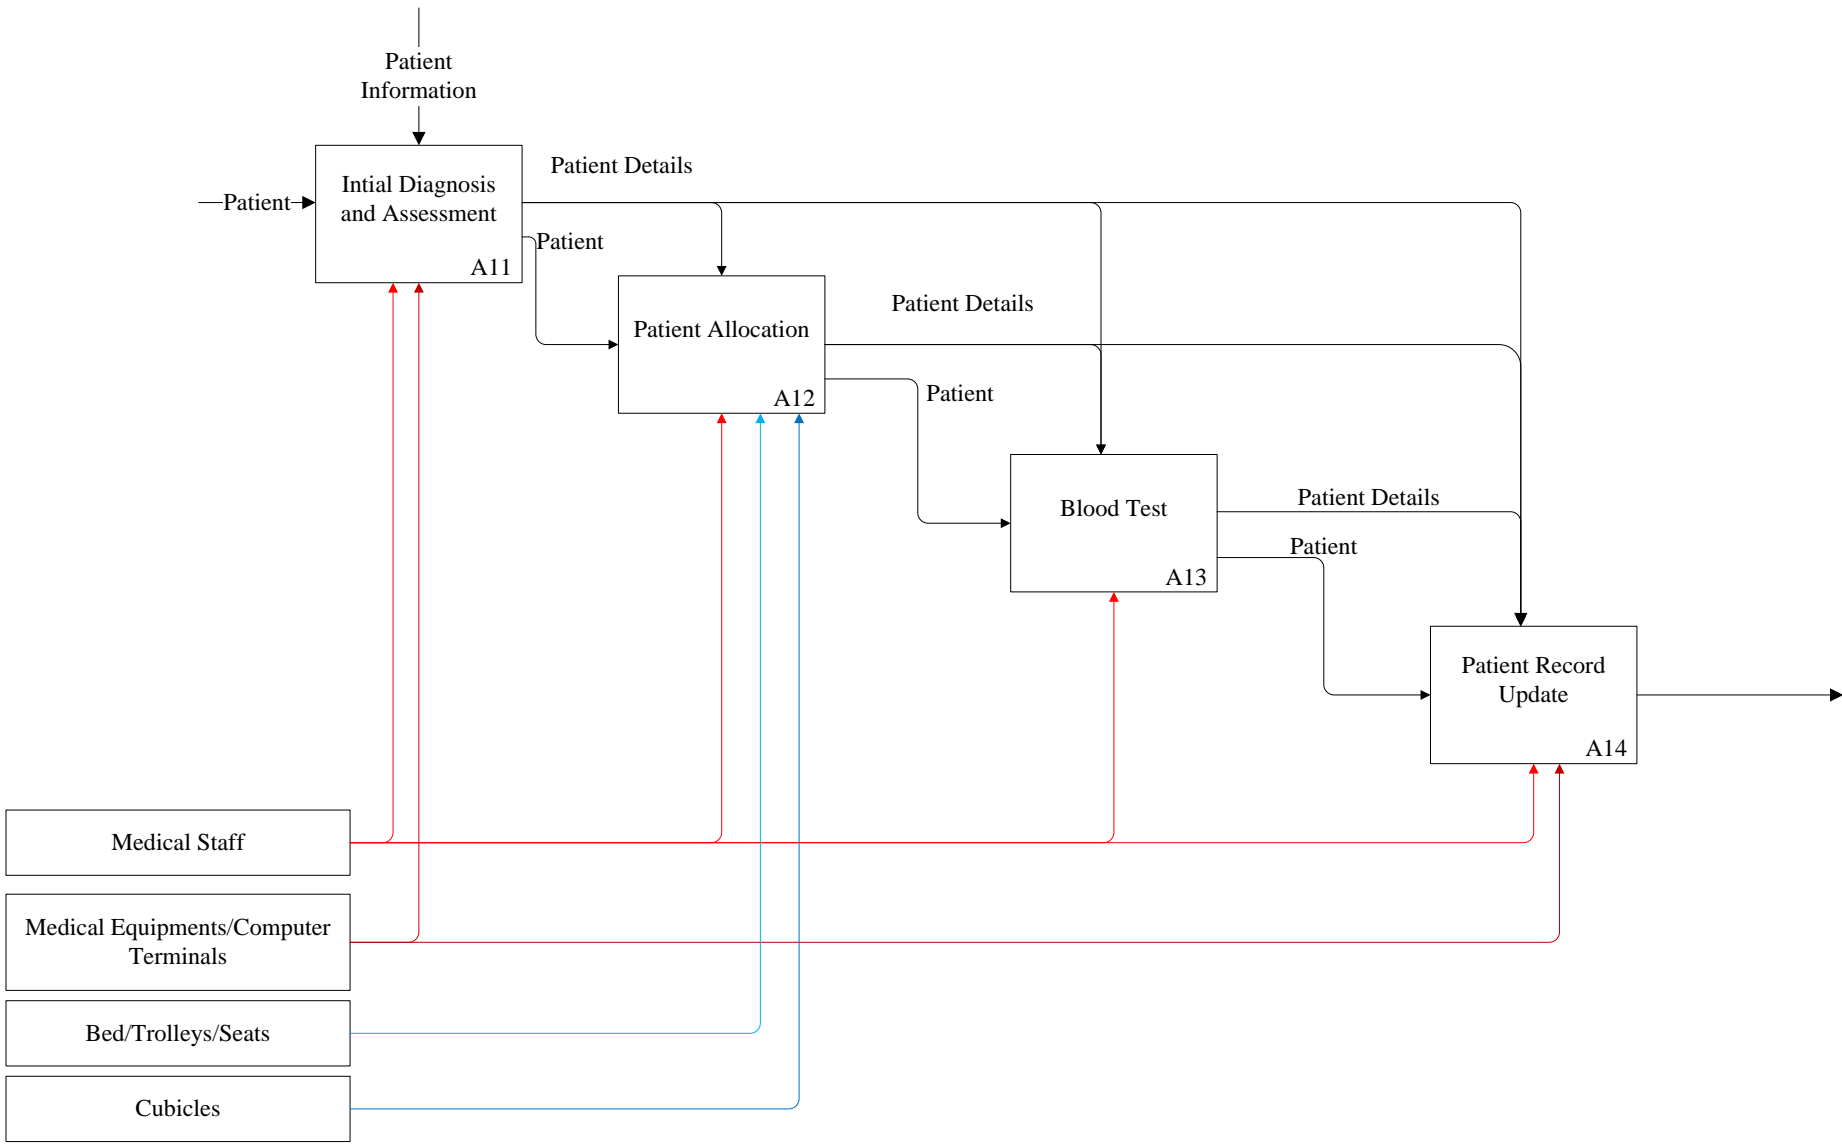 Patient
Information
Patient Details
Intial Diagnosis
and Assessment
Patient
A11
Patient
Patient Details
Patient Allocation
A12
Patient
Patient Details
Blood Test
A13
Patient
Patient Record
Update
A14
Medical Staff
Medical Equipments/Computer
Terminals
Bed/Trolleys/Seats
Cubicles